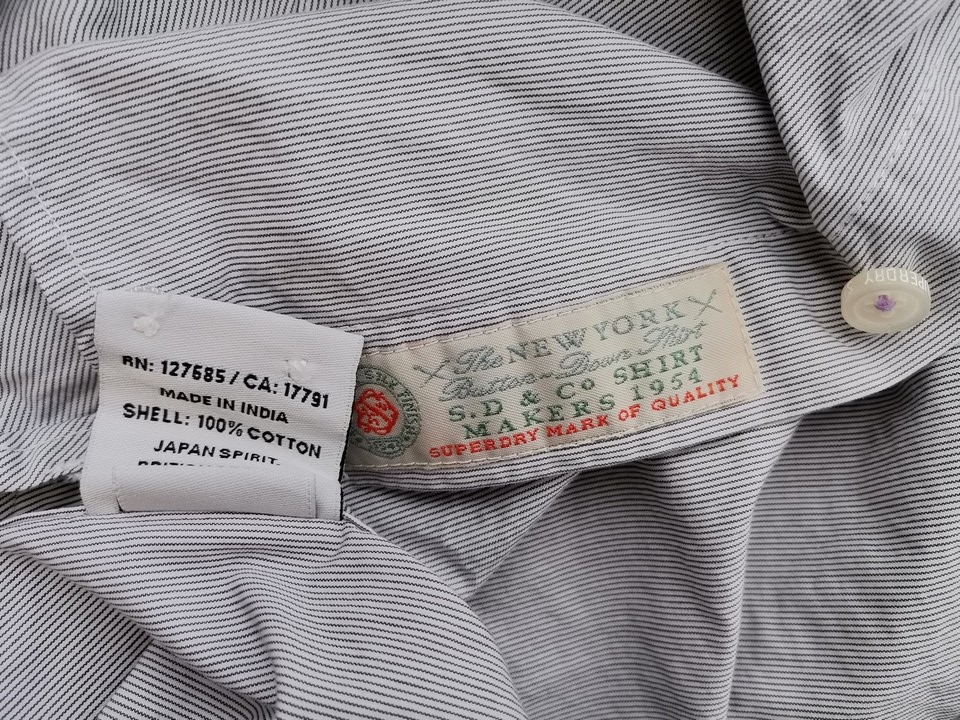 RN: 127685 / CA: 17791
MADE IN INDIA
SHELL: 100% COTTON
JAPAN SPIRIT.
The NEW YORK
Button-Down Shirt
S.D & Co SHIRT
MAKERS 1954
SUPERDRY MARK OF QUALITY
SUPERDRY